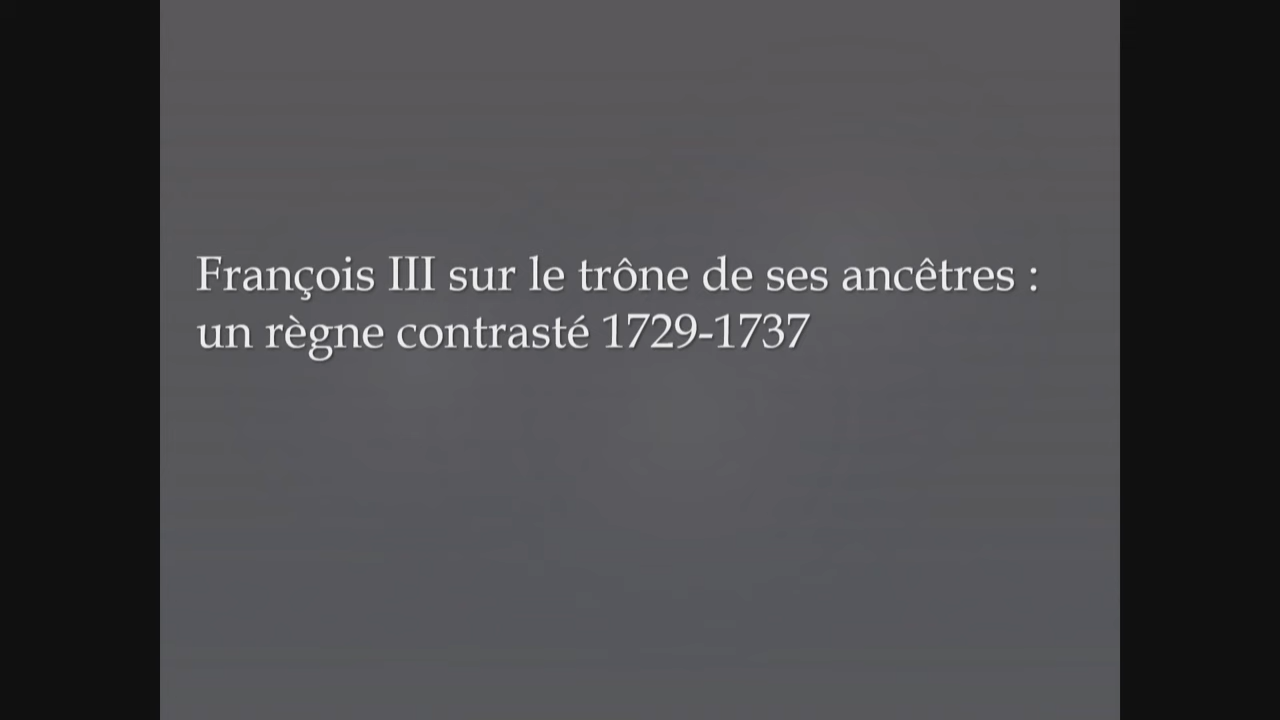 François III sur le trône de ses ancêtres :
un règne contrasté 1729-1737